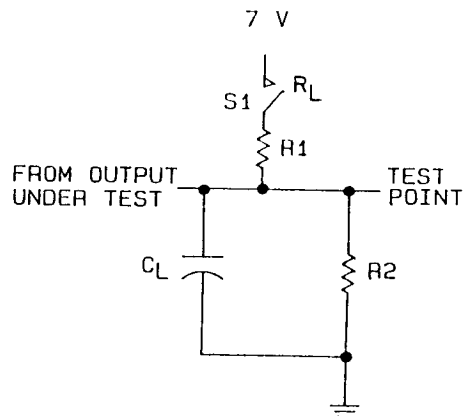 7 V
S1
RL
R1
FROM OUTPUT
UNDER TEST
TEST
POINT
CL
R2